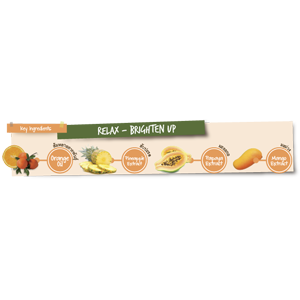 Key Ingredients
RELAX – BRIGHTEN UP
Orange
Oil
Pineapple
Extract
Papaya
Extract
Mango
Extract